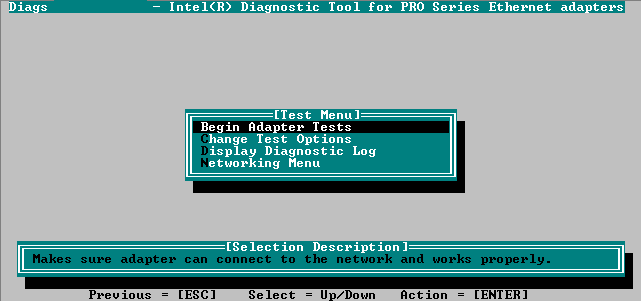 Diags - Intel(R) Diagnostic Tool for PRO Series Ethernet adapters
[Test Menu]
Begin Adapter Tests
Change Test Options
Display Diagnostic Log
Networking Menu
[Selection Description]
Makes sure adapter can connect to the network and works properly.
Previous = [ESC] Select = Up/Down Action = [ENTER]